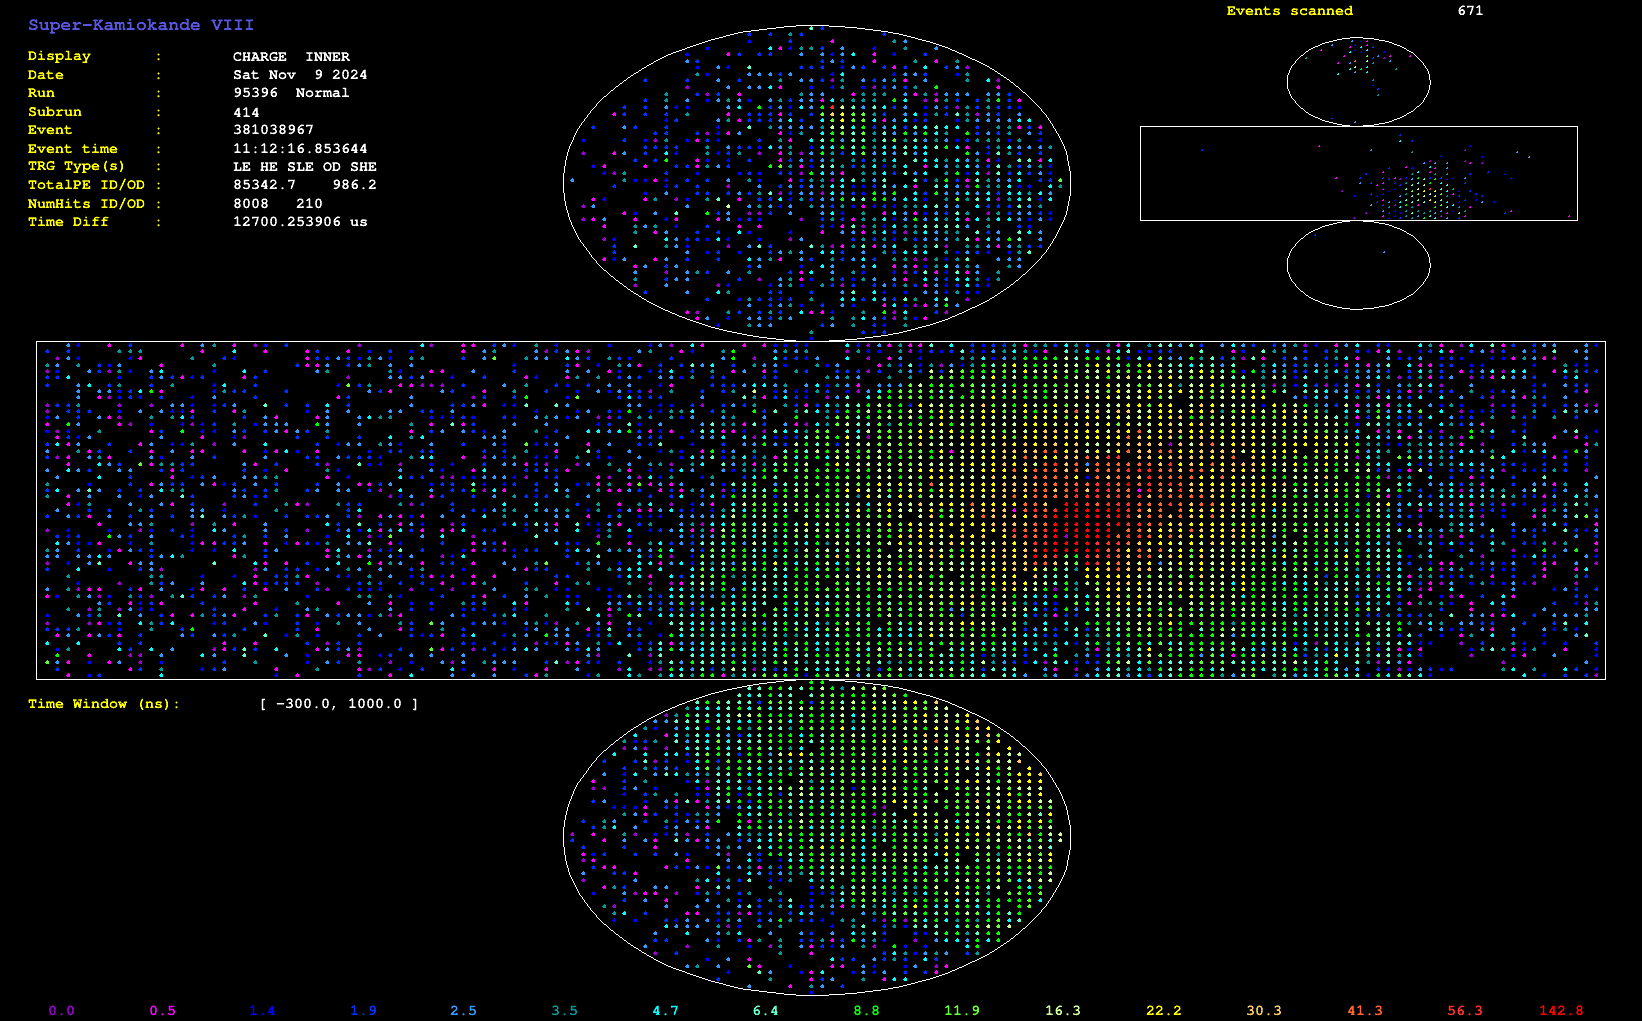 Super-Kamiokande VIII
Events scanned 671
Display : CHARGE INNER
Date : Sat Nov 9 2024
Run : 95396 Normal
Subrun : 414
Event : 381038967
Event time : 11:12:16.853644
TRG Type(s) : LE HE SLE OD SHE
TotalPE ID/OD : 85342.7 986.2
NumHits ID/OD : 8008 210
Time Diff : 12700.253906 us
Time Window (ns): [ -300.0, 1000.0 ]
0.0 0.5 1.4 1.9 2.5 3.5 4.7 6.4 8.8 11.9 16.3 22.2 30.3 41.3 56.3 142.8